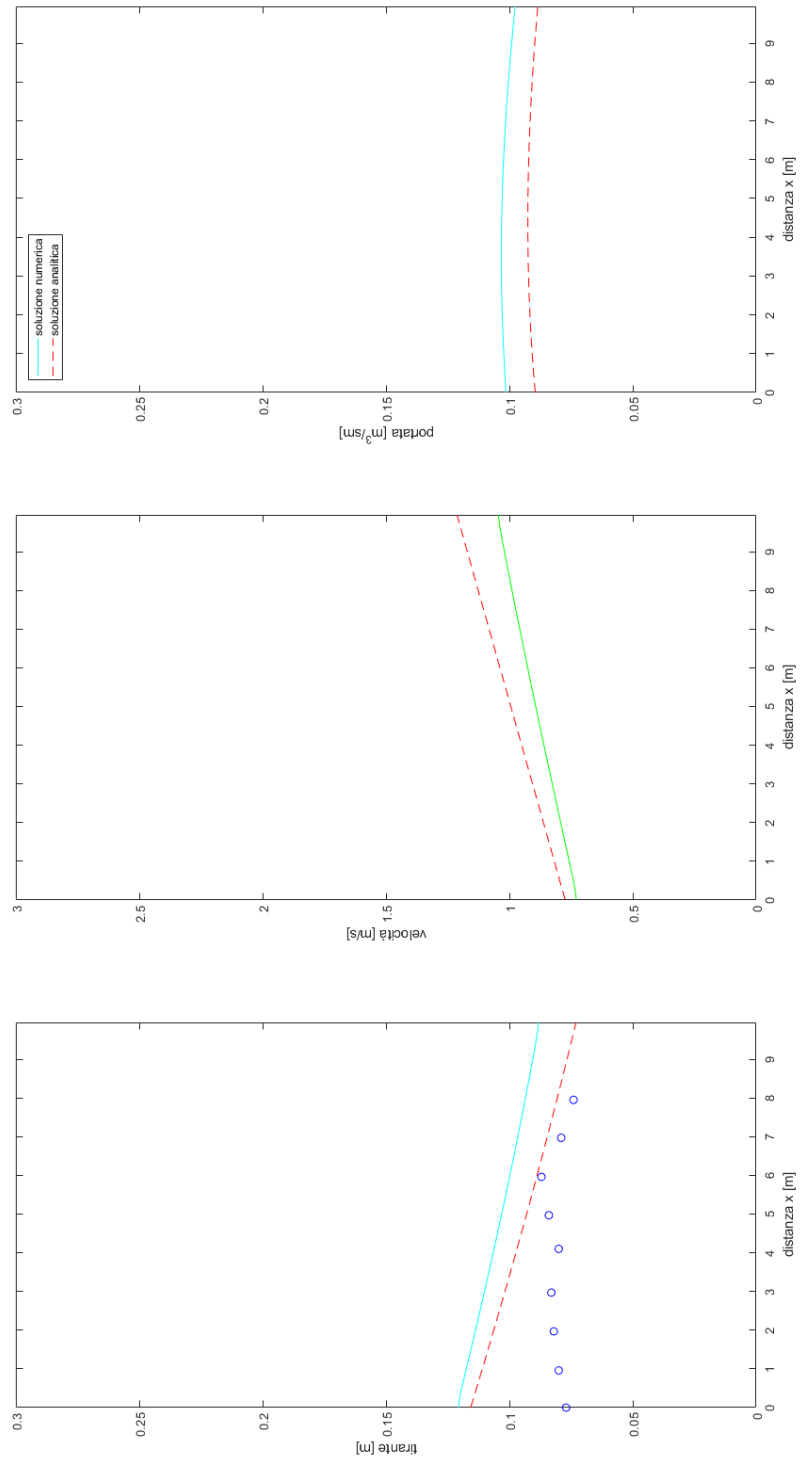 0.3
0.25
0.2
0.15
0.1
0.05
0
tirante [m]
0 1 2 3 4 5 6 7 8 9
distanza x [m]
3
2.5
2
1.5
1
0.5
0
velocità [m/s]
0 1 2 3 4 5 6 7 8 9
distanza x [m]
0.3
0.25
0.2
0.15
0.1
0.05
0
portata [m³/sm]
soluzione numerica
soluzione analitica
0 1 2 3 4 5 6 7 8 9
distanza x [m]